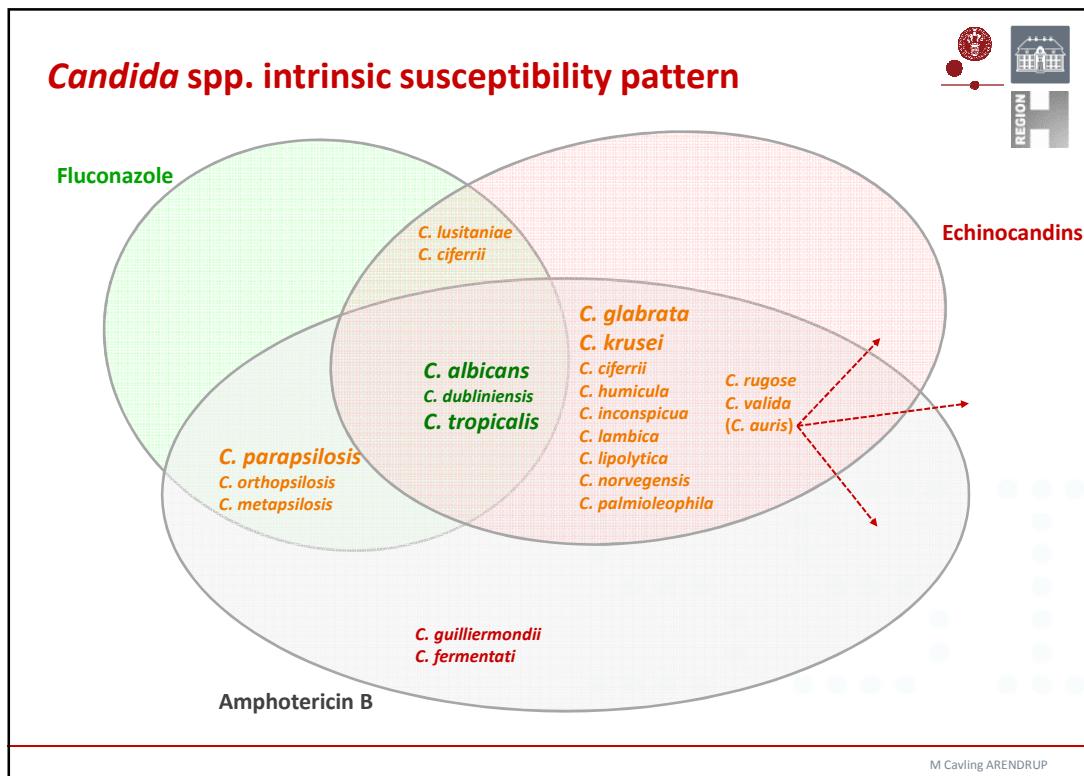 Candida spp. intrinsic susceptibility pattern
REGION
H
Fluconazole
Echinocandins
C. lusitaniae
C. ciferrii
C. glabrata
C. krusei
C. ciferrii
C. humicula
C. inconspicua
C. lambica
C. lipolytica
C. norvegensis
C. palmioleophila
C. rugose
C. valida
(C. auris)
C. albicans
C. dubliniensis
C. tropicalis
C. parapsilosis
C. orthopsilosis
C. metapsilosis
C. guilliermondii
C. fermentati
Amphotericin B
M Cavling ARENDRUP